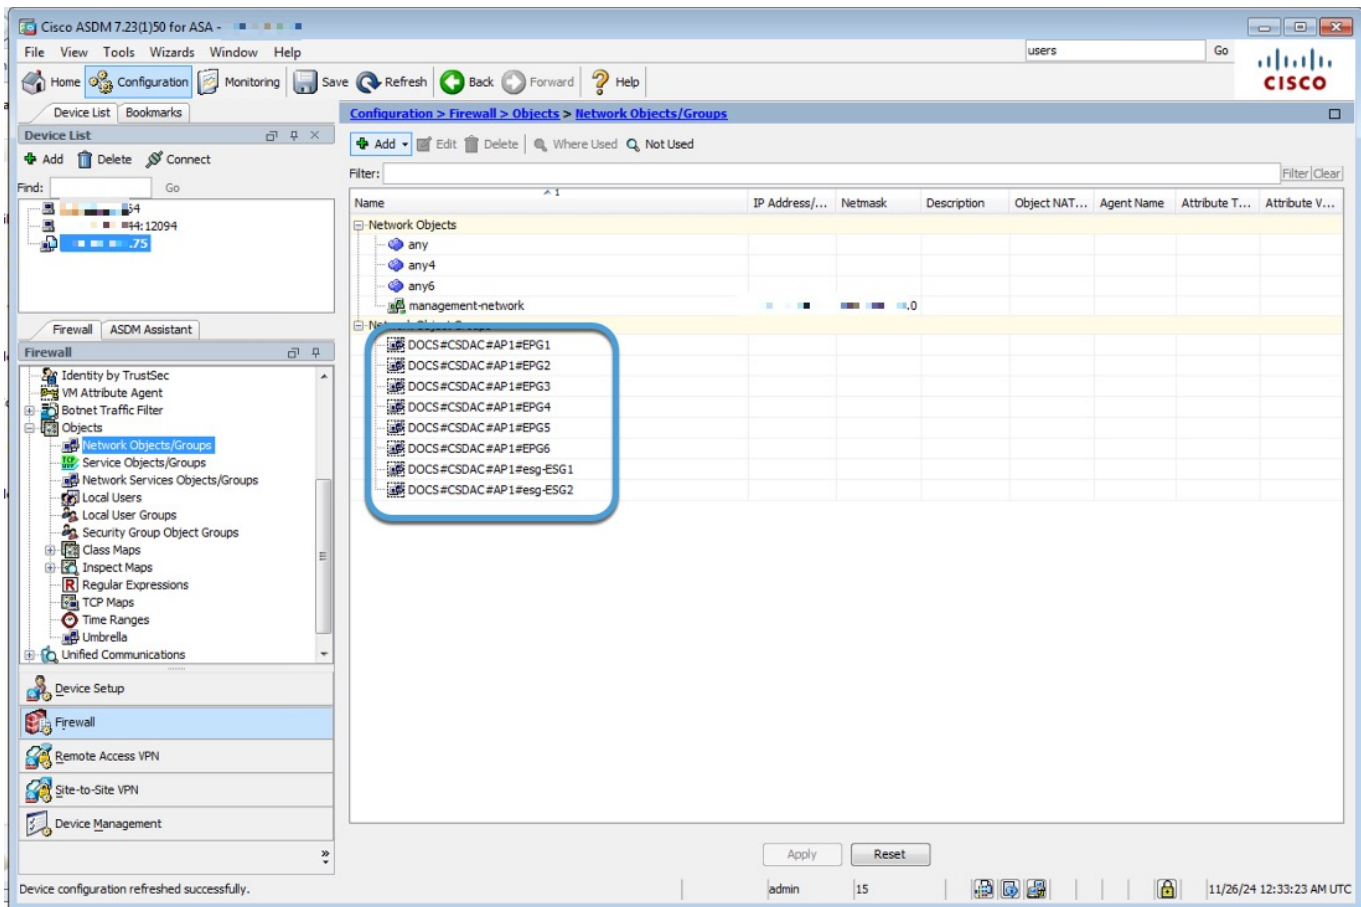 Cisco ASDM 7.23(1)50 for ASA -
File View Tools Wizards Window Help
users Go
Home Configuration Monitoring Save Refresh Back Forward Help
CISCO
Device List Bookmarks
Configuration > Firewall > Objects > Network Objects/Groups
Device List
Add Delete Connect
Find: Go
54
44:12094
.75
Add Edit Delete Where Used Not Used
Filter: Filter Clear
1
Name IP Address/... Netmask Description Object NAT... Agent Name Attribute T... Attribute V...
Network Objects
any
any4
any6
management-network .0
Network Object Groups
DOCS#CSDAC#AP1#EPG1
DOCS#CSDAC#AP1#EPG2
DOCS#CSDAC#AP1#EPG3
DOCS#CSDAC#AP1#EPG4
DOCS#CSDAC#AP1#EPG5
DOCS#CSDAC#AP1#EPG6
DOCS#CSDAC#AP1#esg-ESG1
DOCS#CSDAC#AP1#esg-ESG2
Firewall ASDM Assistant
Firewall
Identity by TrustSec
VM Attribute Agent
Botnet Traffic Filter
Objects
Network Objects/Groups
Service Objects/Groups
Network Services Objects/Groups
Local Users
Local User Groups
Security Group Object Groups
Class Maps
Inspect Maps
Regular Expressions
TCP Maps
Time Ranges
Umbrella
Unified Communications
Device Setup
Firewall
Remote Access VPN
Site-to-Site VPN
Device Management
Apply Reset
Device configuration refreshed successfully.
admin 15 11/26/24 12:33:23 AM UTC